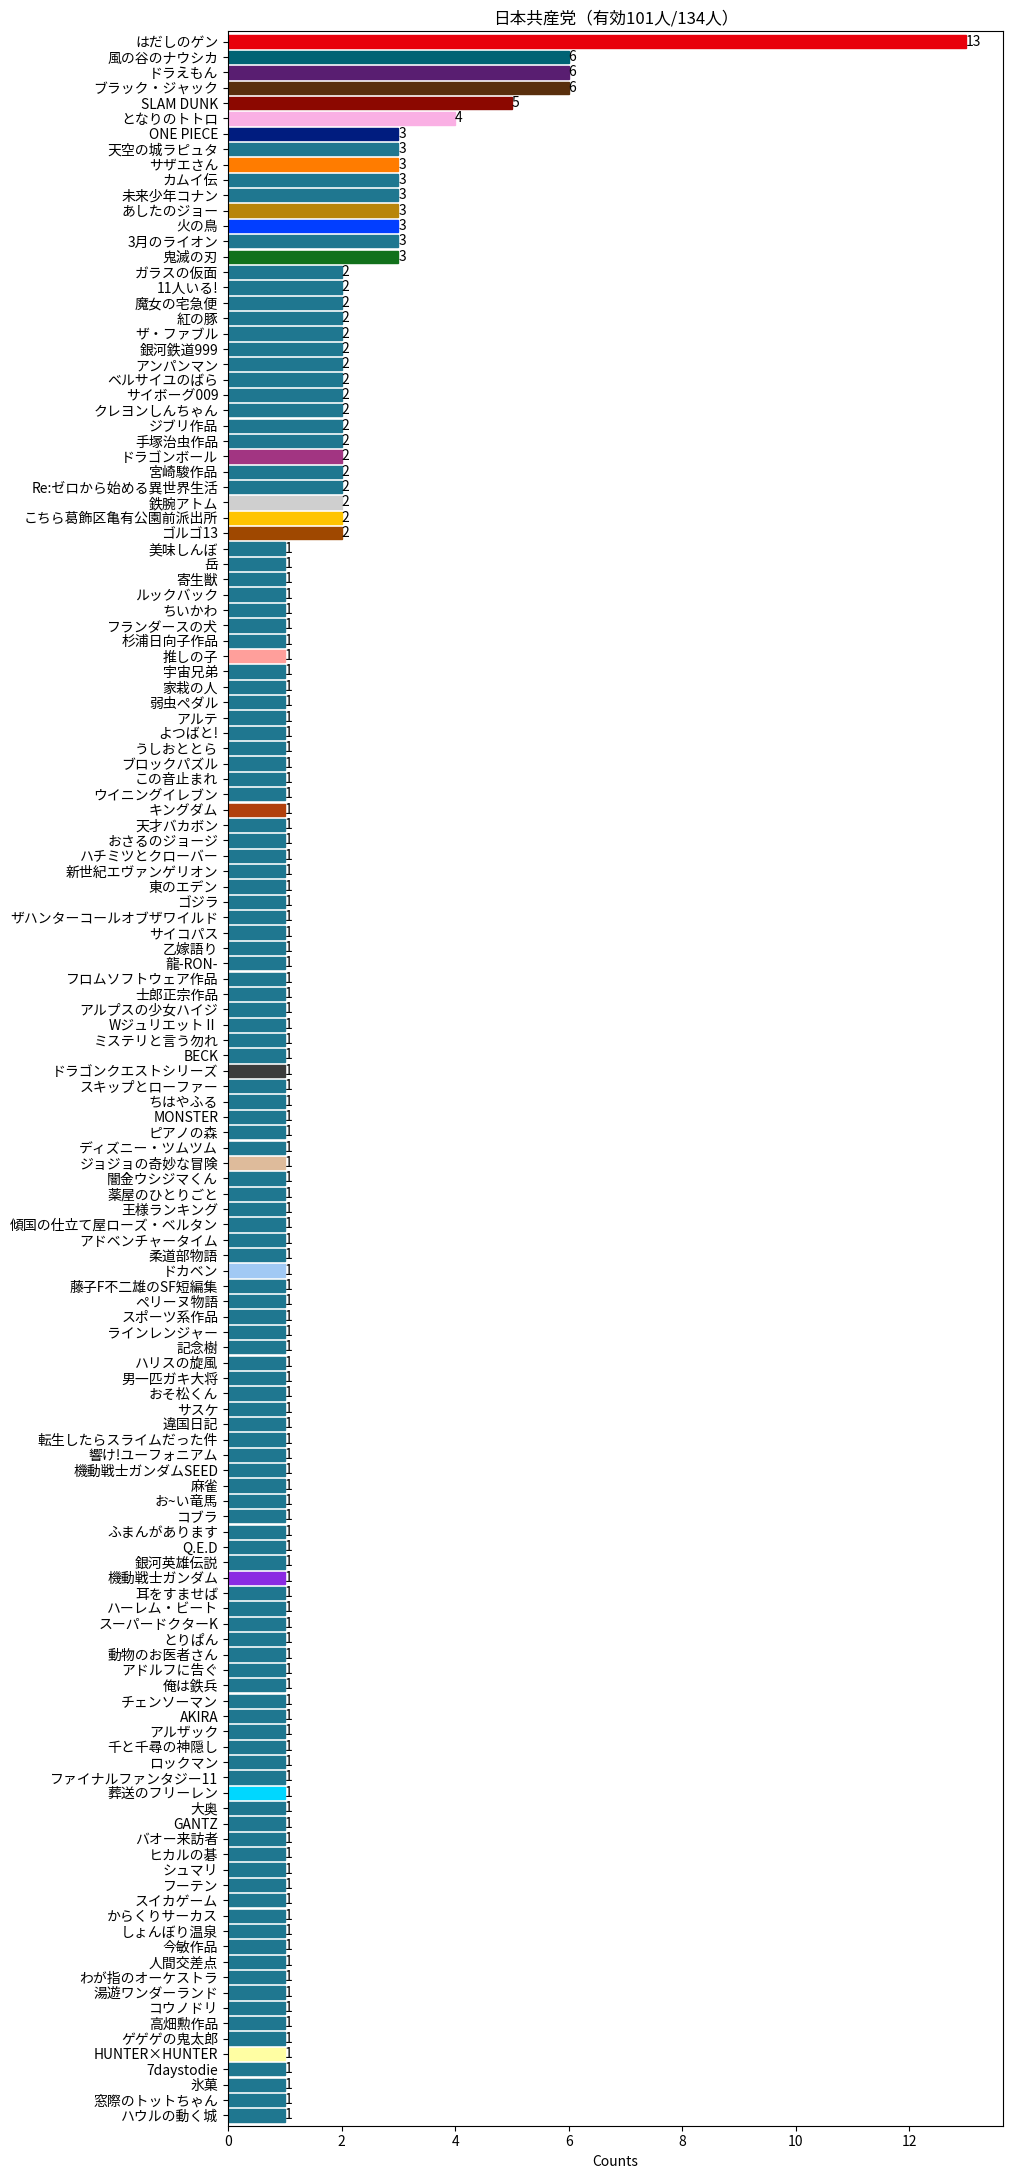 日本共産党（有効101人/134人）
はだしのゲン 13
風の谷のナウシカ 6
ドラえもん 6
ブラック・ジャック 6
SLAM DUNK 5
となりのトトロ 4
ONE PIECE 3
天空の城ラピュタ 3
サザエさん 3
カムイ伝 3
未来少年コナン 3
あしたのジョー 3
火の鳥 3
3月のライオン 3
鬼滅の刃 3
ガラスの仮面 2
11人いる! 2
魔女の宅急便 2
紅の豚 2
ザ・ファブル 2
銀河鉄道999 2
アンパンマン 2
ベルサイユのばら 2
サイボーグ009 2
クレヨンしんちゃん 2
ジブリ作品 2
手塚治虫作品 2
ドラゴンボール 2
宮崎駿作品 2
Re:ゼロから始める異世界生活 2
鉄腕アトム 2
こちら葛飾区亀有公園前派出所 2
ゴルゴ13 2
美味しんぼ 1
岳 1
寄生獣 1
ルックバック 1
ちいかわ 1
フランダースの犬 1
杉浦日向子作品 1
推しの子 1
宇宙兄弟 1
家栽の人 1
弱虫ペダル 1
アルテ 1
よつばと! 1
うしおととら 1
ブロックパズル 1
この音止まれ 1
ウイニングイレブン 1
キングダム 1
天才バカボン 1
おさるのジョージ 1
ハチミツとクローバー 1
新世紀エヴァンゲリオン 1
東のエデン 1
ゴジラ 1
ザハンターコールオブザワイルド 1
サイコパス 1
乙嫁語り 1
龍-RON- 1
フロムソフトウェア作品 1
士郎正宗作品 1
アルプスの少女ハイジ 1
WジュリエットⅡ 1
ミステリと言う勿れ 1
BECK 1
ドラゴンクエストシリーズ 1
スキップとローファー 1
ちはやふる 1
MONSTER 1
ピアノの森 1
ディズニー・ツムツム 1
ジョジョの奇妙な冒険 1
闇金ウシジマくん 1
薬屋のひとりごと 1
王様ランキング 1
傾国の仕立て屋ローズ・ベルタン 1
アドベンチャータイム 1
柔道部物語 1
ドカベン 1
藤子F不二雄のSF短編集 1
ペリーヌ物語 1
スポーツ系作品 1
ラインレンジャー 1
記念樹 1
ハリスの旋風 1
男一匹ガキ大将 1
おそ松くん 1
サスケ 1
違国日記 1
転生したらスライムだった件 1
響け!ユーフォニアム 1
機動戦士ガンダムSEED 1
麻雀 1
お~い竜馬 1
コブラ 1
ふまんがあります 1
Q.E.D 1
銀河英雄伝説 1
機動戦士ガンダム 1
耳をすませば 1
ハーレム・ビート 1
スーパードクターK 1
とりぱん 1
動物のお医者さん 1
アドルフに告ぐ 1
俺は鉄兵 1
チェンソーマン 1
AKIRA 1
アルザック 1
千と千尋の神隠し 1
ロックマン 1
ファイナルファンタジー11 1
葬送のフリーレン 1
大奥 1
GANTZ 1
バオー来訪者 1
ヒカルの碁 1
シュマリ 1
フーテン 1
スイカゲーム 1
からくりサーカス 1
しょんぼり温泉 1
今敏作品 1
人間交差点 1
わが指のオーケストラ 1
湯遊ワンダーランド 1
コウノドリ 1
高畑勲作品 1
ゲゲゲの鬼太郎 1
HUNTER×HUNTER 1
7daystodie 1
氷菓 1
窓際のトットちゃん 1
ハウルの動く城 1
0 2 4 6 8 10 12
Counts